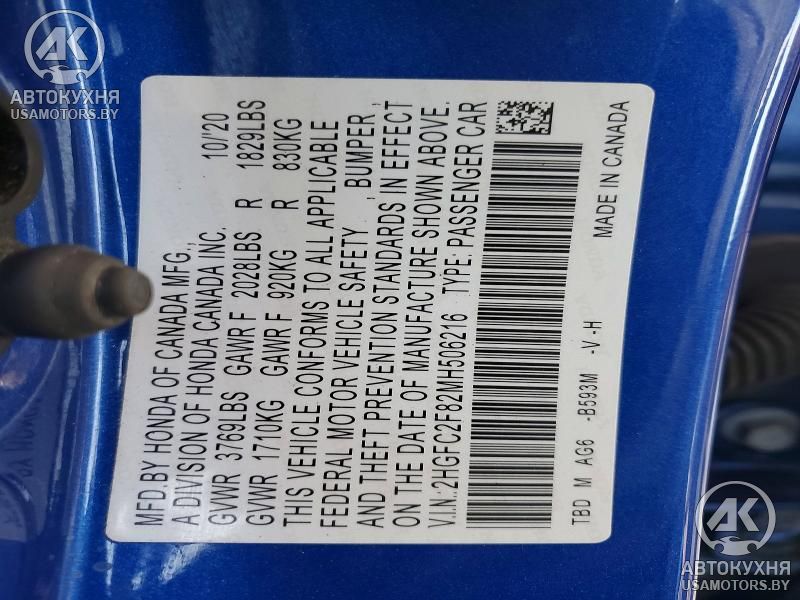 AK
АВТОКУХНЯ
USAMOTORS.BY
MFD.BY HONDA OF CANADA MFG.,
A DIVISION OF HONDA CANADA INC. 10/20
GVWR 3769LBS GAWR F 2028LBS R 1829LBS
GVWR 1710KG GAWR F 920KG R 830KG
THIS VEHICLE CONFORMS TO ALL APPLICABLE
FEDERAL MOTOR VEHICLE SAFETY , BUMPER ,
AND THEFT PREVENTION STANDARDS IN EFFECT
ON THE DATE OF MANUFACTURE SHOWN ABOVE.
V.I.N.:2HGFC2F82MH506216 TYPE: PASSENGER CAR
TBD M AG6 -B593M -V -H
MADE IN CANADA
AK
АВТОКУХНЯ
USAMOTORS.BY